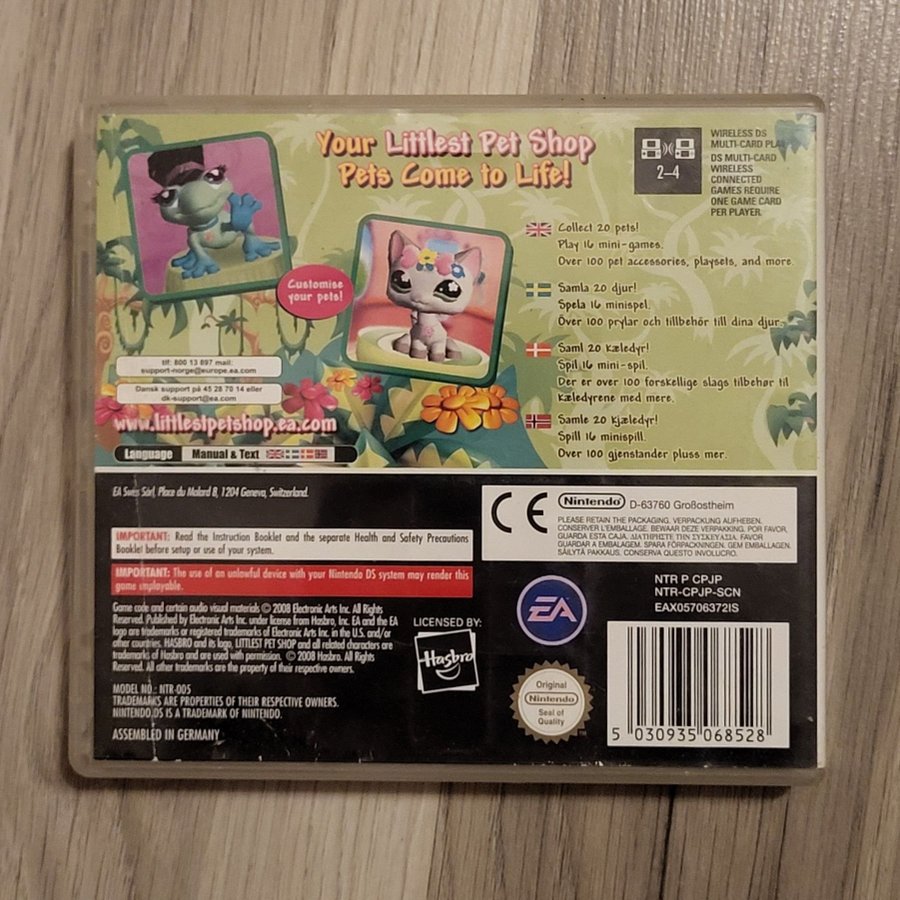 Your Littlest Pet Shop
Pets Come to Life!
WIRELESS DS
MULTI-CARD PLAY
2-4
DS MULTI-CARD
WIRELESS
CONNECTED
GAMES REQUIRE
ONE GAME CARD
PER PLAYER
Customise
your pets!
Collect 20 pets!
Play 16 mini-games.
Over 100 pet accessories, playsets, and more.
Samla 20 djur!
Spela 16 minispel.
Över 100 prylar och tillbehör till dina djur.
Saml 20 Kæledyr!
Spil 16 mini-spil.
Der er over 100 forskellige slags tilbehør til
Kæledyrene med mere.
Samle 20 kjæledyr!
Spill 16 minispill.
Over 100 gjenstander pluss mer.
tlf: 800 13 897 mail:
support-norge@europe.ea.com
Dansk support på 45 28 70 14 eller
dk-support@ea.com
www.littlestpetshop.ea.com
Language Manual & Text
EA Swiss Sàrl, Place du Molard 8, 1204 Geneva, Switzerland.
IMPORTANT: Read the Instruction Booklet and the separate Health and Safety Precautions
Booklet before setup or use of your system.
IMPORTANT: The use of an unlawful device with your Nintendo DS system may render this
game unplayable.
Game code and certain audio visual materials © 2008 Electronic Arts Inc. All Rights
Reserved. Published by Electronic Arts Inc. under license from Hasbro, Inc. EA and the EA
logo are trademarks or registered trademarks of Electronic Arts Inc. in the U.S. and/or
other countries. HASBRO and its logo, LITTLEST PET SHOP and all related characters are
trademarks of Hasbro and are used with permission. © 2008 Hasbro. All Rights
Reserved. All other trademarks are the property of their respective owners.
MODEL NO.: NTR-005
TRADEMARKS ARE PROPERTIES OF THEIR RESPECTIVE OWNERS.
NINTENDO DS IS A TRADEMARK OF NINTENDO.
ASSEMBLED IN GERMANY
LICENSED BY:
Hasbro
CE Nintendo D-63760 Großostheim
PLEASE RETAIN THE PACKAGING. VERPACKUNG AUFHEBEN.
CONSERVER L'EMBALLAGE. BEWAAR DEZE VERPAKKING. POR FAVOR,
GUARDA ESTA CAJA. ΔΙΑΤΗΡΗΣΤΕ ΤΗΝ ΣΥΣΚΕΥΑΣΙΑ. FAVOR
GUARDAR A EMBALAGEM. SPARA FÖRPACKNINGEN. GEM EMBALLAGEN.
SÄILYTÄ PAKKAUS. CONSERVA QUESTO INVOLUCRO.
EA
NTR P CPJP
NTR-CPJP-SCN
EAX05706372IS
Original
Nintendo
Seal of
Quality
TM
5 030935 068528